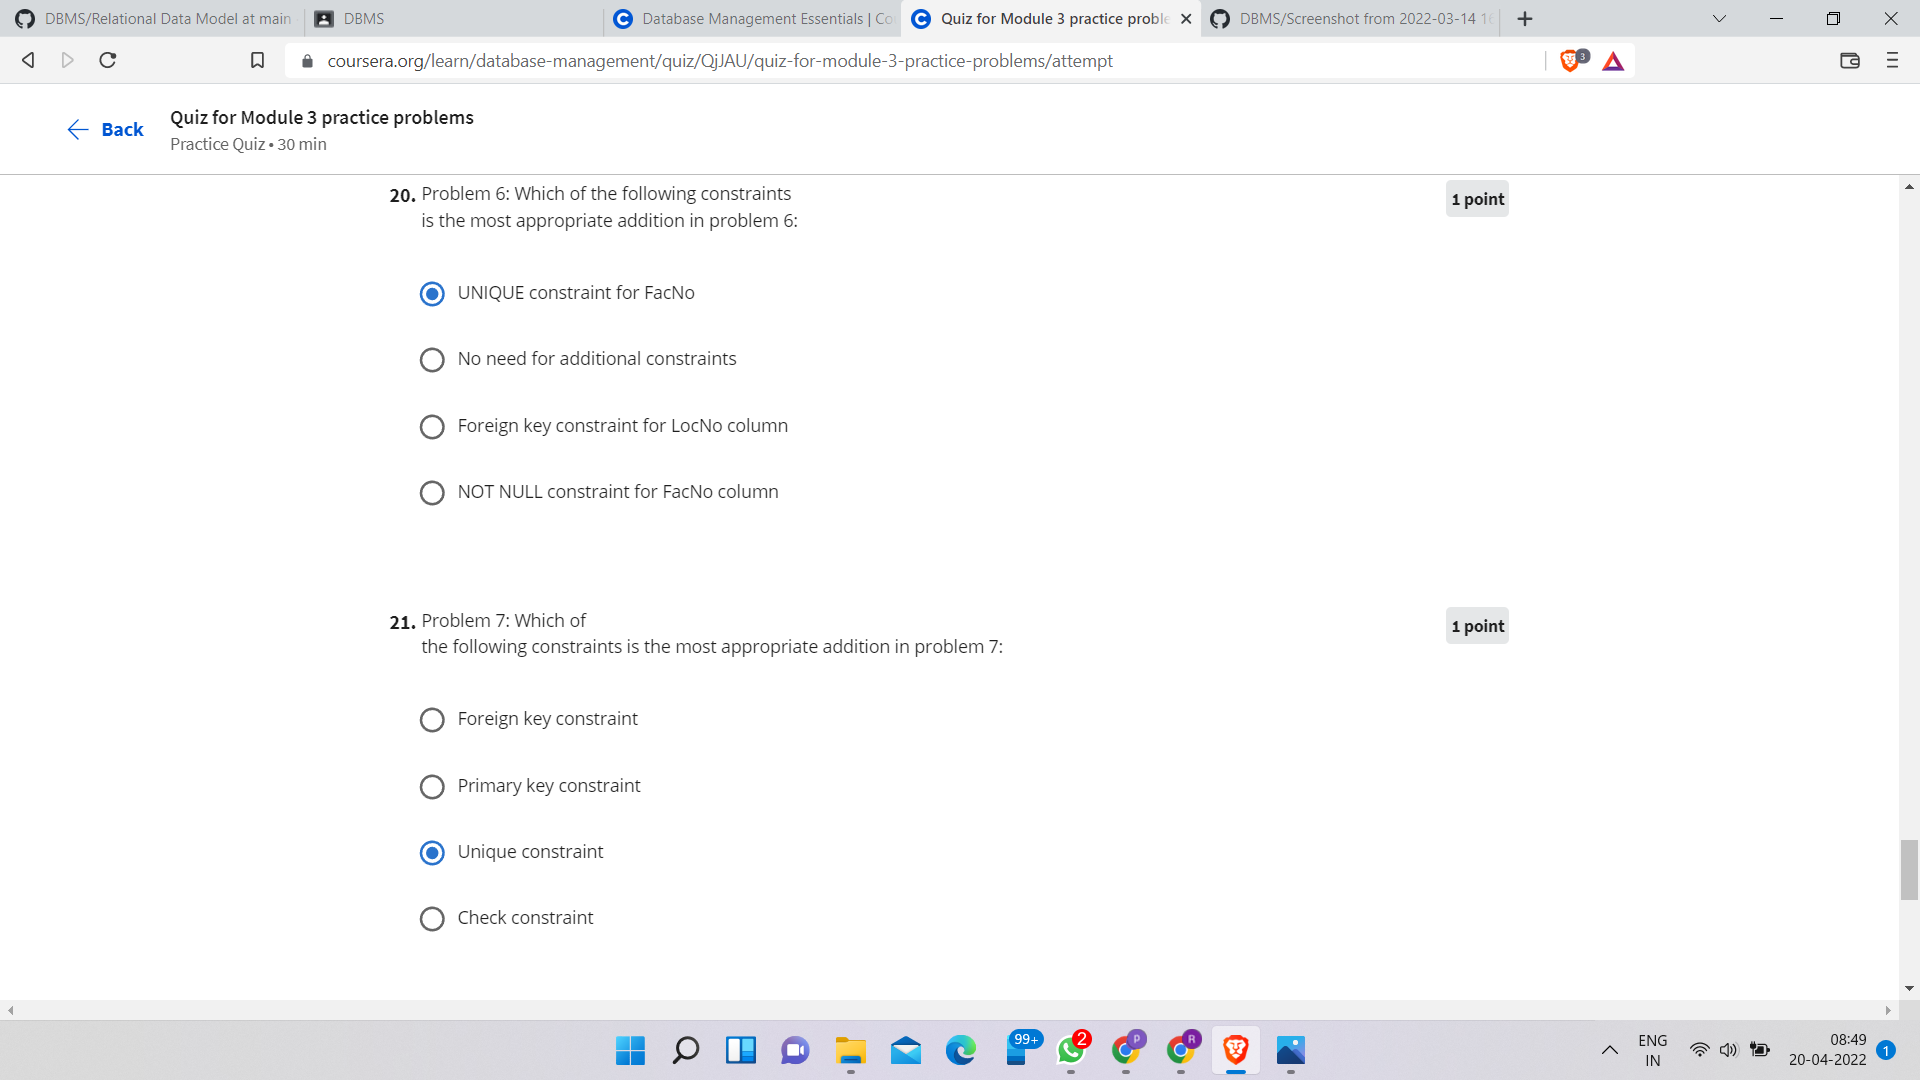 DBMS/Relational Data Model at main
DBMS
Database Management Essentials | Co
Quiz for Module 3 practice proble
DBMS/Screenshot from 2022-03-14 16
coursera.org/learn/database-management/quiz/QjJAU/quiz-for-module-3-practice-problems/attempt
3
Back
Quiz for Module 3 practice problems
Practice Quiz • 30 min
20. Problem 6: Which of the following constraints
is the most appropriate addition in problem 6:
1 point
UNIQUE constraint for FacNo
No need for additional constraints
Foreign key constraint for LocNo column
NOT NULL constraint for FacNo column
21. Problem 7: Which of
the following constraints is the most appropriate addition in problem 7:
1 point
Foreign key constraint
Primary key constraint
Unique constraint
Check constraint
99+
2
P
R
ENG
IN
08:49
20-04-2022
1